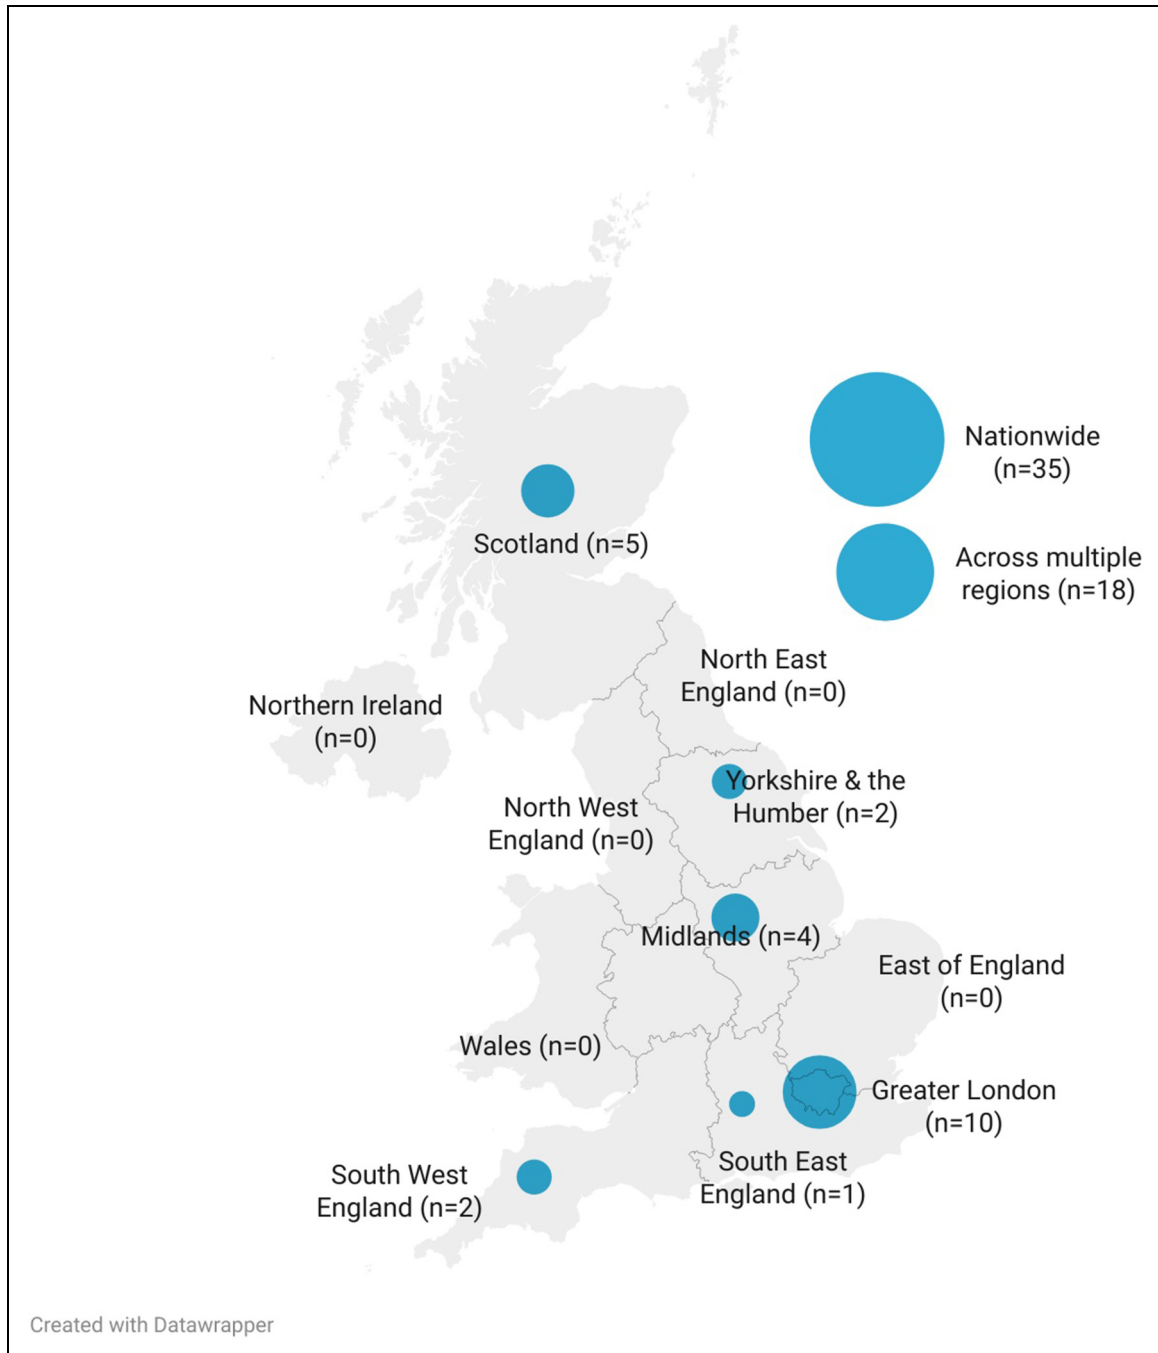 Nationwide
(n=35)
Scotland (n=5)
Across multiple
regions (n=18)
North East
England (n=0)
Northern Ireland
(n=0)
Yorkshire & the
Humber (n=2)
North West
England (n=0)
Midlands (n=4)
East of England
(n=0)
Wales (n=0)
Greater London
(n=10)
South East
England (n=1)
South West
England (n=2)
Created with Datawrapper